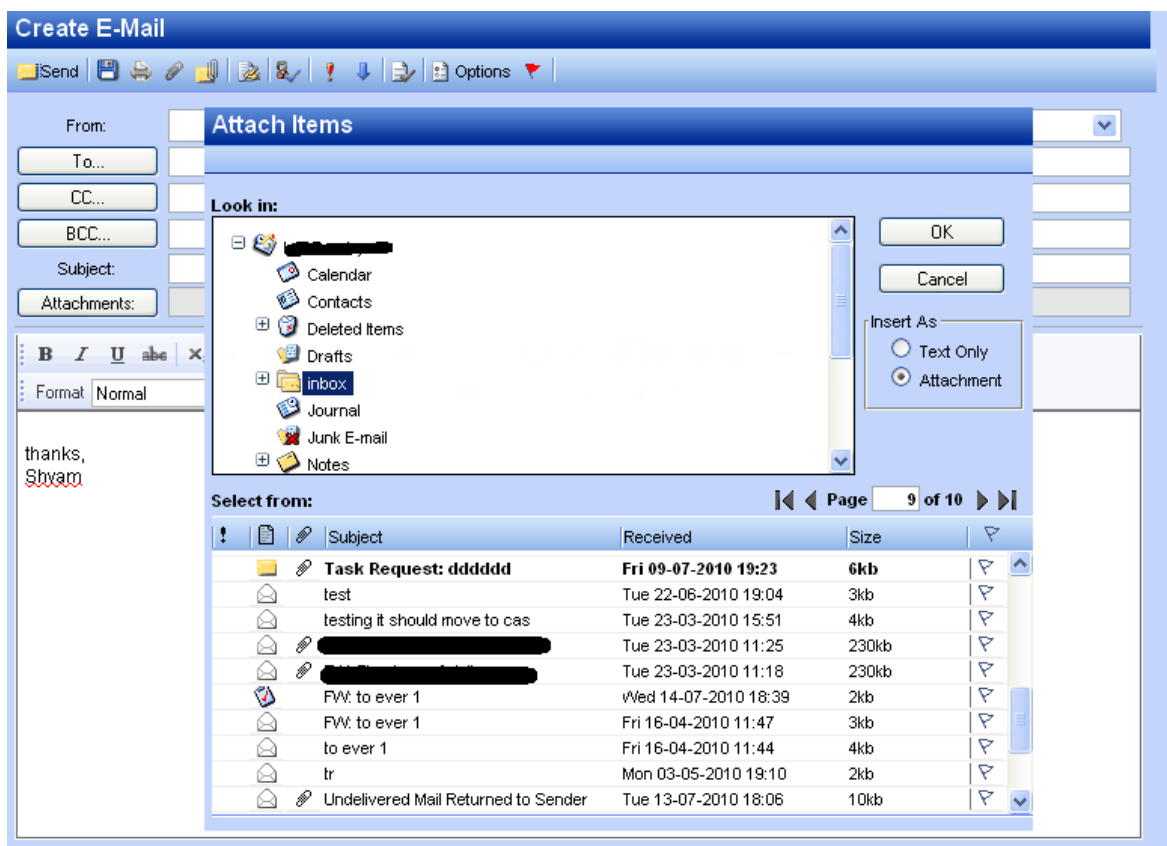 Create E-Mail
Send Options
From:
To...
CC...
BCC...
Subject:
Attachments:
B I U abc ×
Format Normal
thanks,
Shyam
Attach Items
Look in:
Calendar
Contacts
Deleted Items
Drafts
inbox
Journal
Junk E-mail
Notes
OK
Cancel
Insert As
Text Only
Attachment
Select from: Page 9 of 10
! Subject Received Size
Task Request: dddddd Fri 09-07-2010 19:23 6kb
test Tue 22-06-2010 19:04 3kb
testing it should move to cas Tue 23-03-2010 15:51 4kb
Tue 23-03-2010 11:25 230kb
Tue 23-03-2010 11:18 230kb
FW: to ever 1 Wed 14-07-2010 18:39 2kb
FW: to ever 1 Fri 16-04-2010 11:47 3kb
to ever 1 Fri 16-04-2010 11:44 4kb
tr Mon 03-05-2010 19:10 2kb
Undelivered Mail Returned to Sender Tue 13-07-2010 18:06 10kb